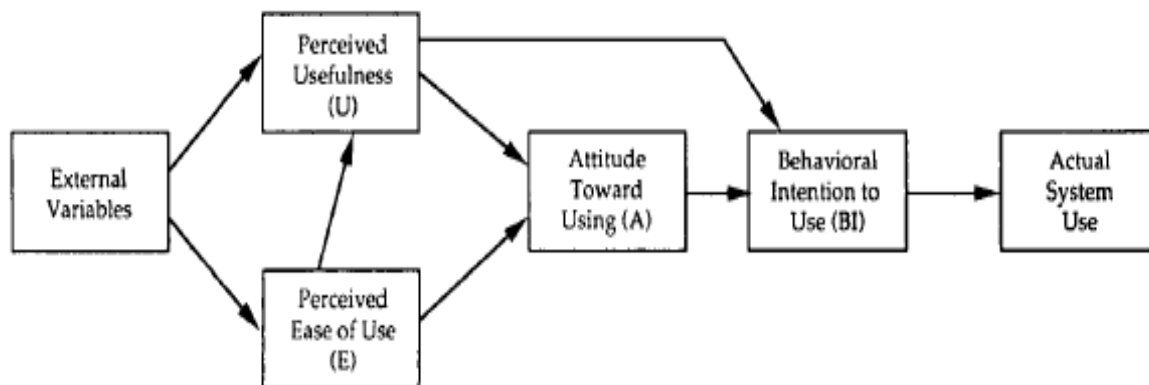 External
Variables
Perceived
Usefulness
(U)
Perceived
Ease of Use
(E)
Attitude
Toward
Using (A)
Behavioral
Intention to
Use (BI)
Actual
System
Use